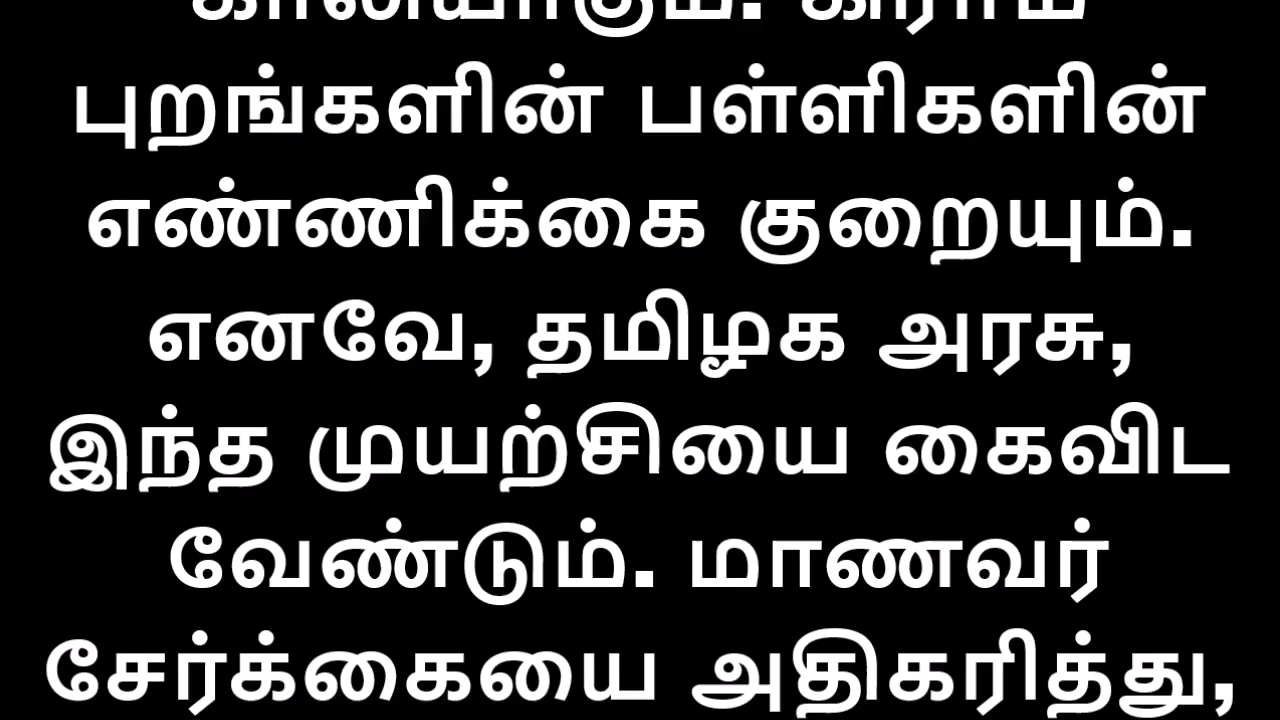 காலியாகும். கிராம
புறங்களின் பள்ளிகளின்
எண்ணிக்கை குறையும்.
எனவே, தமிழக அரசு,
இந்த முயற்சியை கைவிட
வேண்டும். மாணவர்
சேர்க்கையை அதிகரித்து,